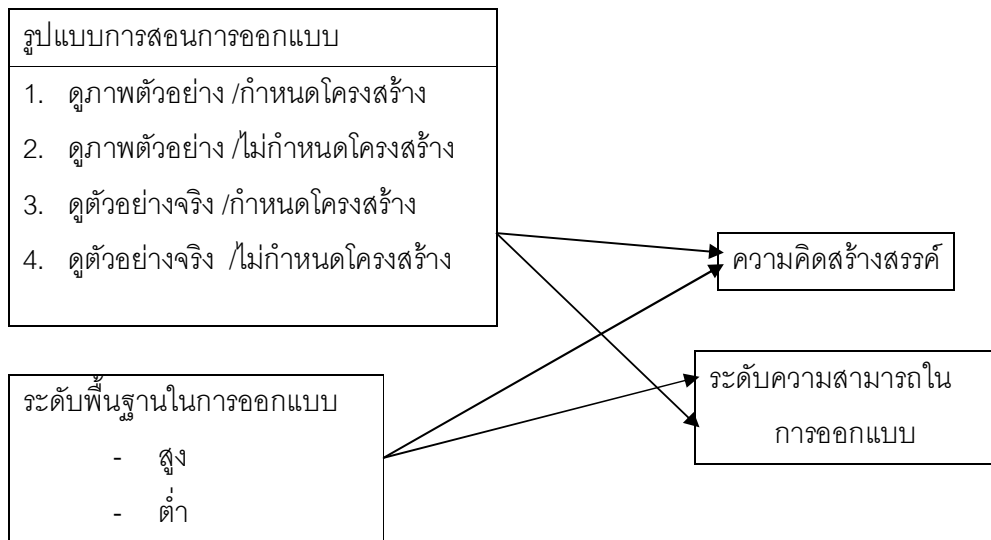 รูปแบบการสอนการออกแบบ
1. ดูภาพตัวอย่าง /กำหนดโครงสร้าง
2. ดูภาพตัวอย่าง /ไม่กำหนดโครงสร้าง
3. ดูตัวอย่างจริง /กำหนดโครงสร้าง
4. ดูตัวอย่างจริง /ไม่กำหนดโครงสร้าง
ความคิดสร้างสรรค์
ระดับพื้นฐานในการออกแบบ
- สูง
- ต่ำ
ระดับความสามารถใน
การออกแบบ